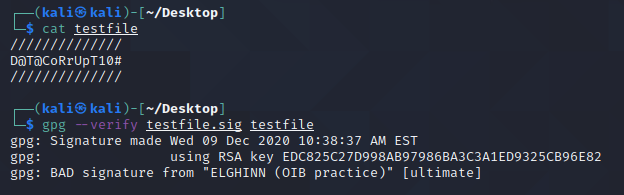 ┌──(kali㉿kali)-[~/Desktop]
└─$ cat testfile
//////////////
D@T@CoRrUpT10#
//////////////
┌──(kali㉿kali)-[~/Desktop]
└─$ gpg --verify testfile.sig testfile
gpg: Signature made Wed 09 Dec 2020 10:38:37 AM EST
gpg:                using RSA key EDC825C27D998AB97986BA3C3A1ED9325CB96E82
gpg: BAD signature from "ELGHINN (OIB practice)" [ultimate]